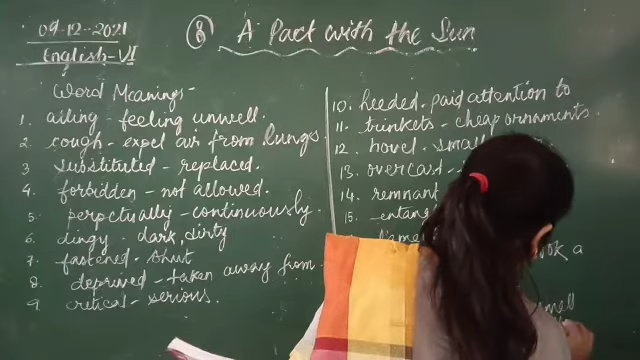 09-12-2021
English-VI
8 A Pact with the Sun
Word Meanings-
1. ailing - feeling unwell.
2. cough - expel air from lungs.
3. substituted - replaced.
4. forbidden - not allowed.
5. perpetually - continuously.
6. dingy - dark, dirty
7. fastened - shut
8. deprived - taken away from
9. critical - serious.
10. heeded - paid attention to
11. trinkets - cheap ornaments.
12. hovel - small
13. overcast -
14. remnant
15.
a
smell